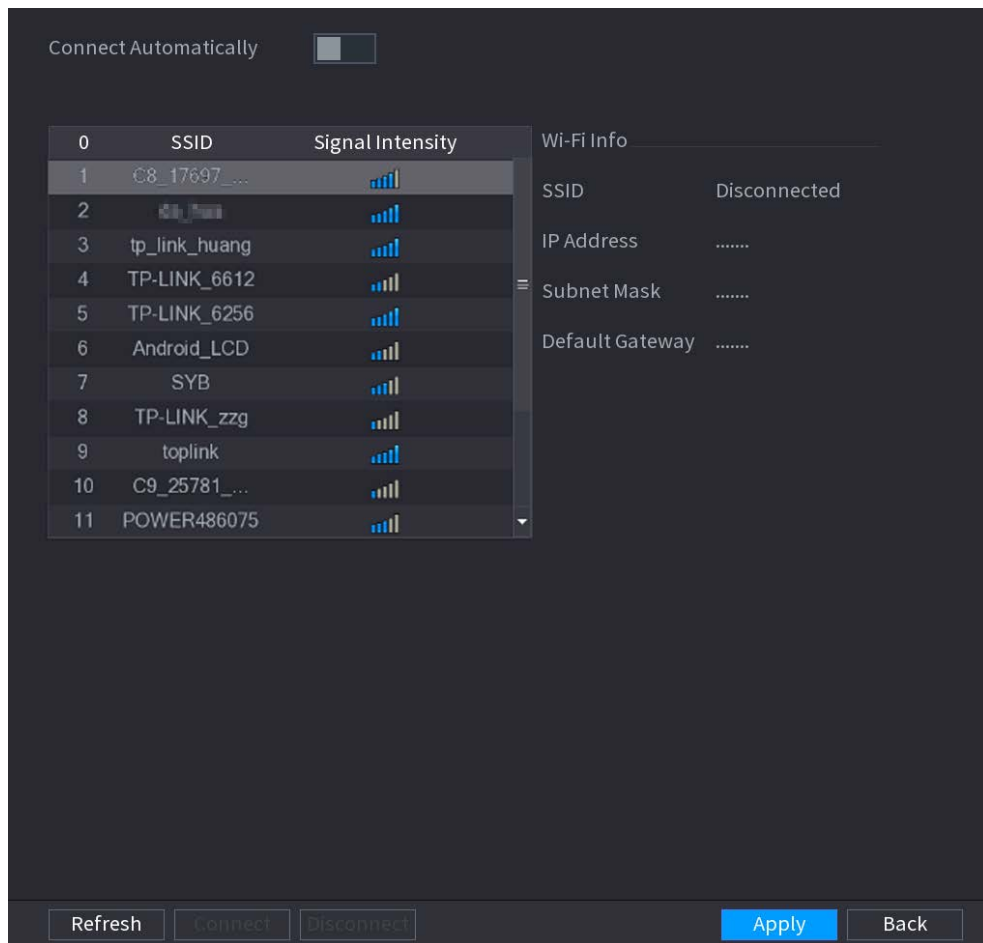 Connect Automatically
0 SSID Signal Intensity
1 C8_17697_...
2
3 tp_link_huang
4 TP-LINK_6612
5 TP-LINK_6256
6 Android_LCD
7 SYB
8 TP-LINK_zzg
9 toplink
10 C9_25781_...
11 POWER486075
Wi-Fi Info
SSID Disconnected
IP Address .......
Subnet Mask .......
Default Gateway .......
Refresh Connect Disconnect Apply Back